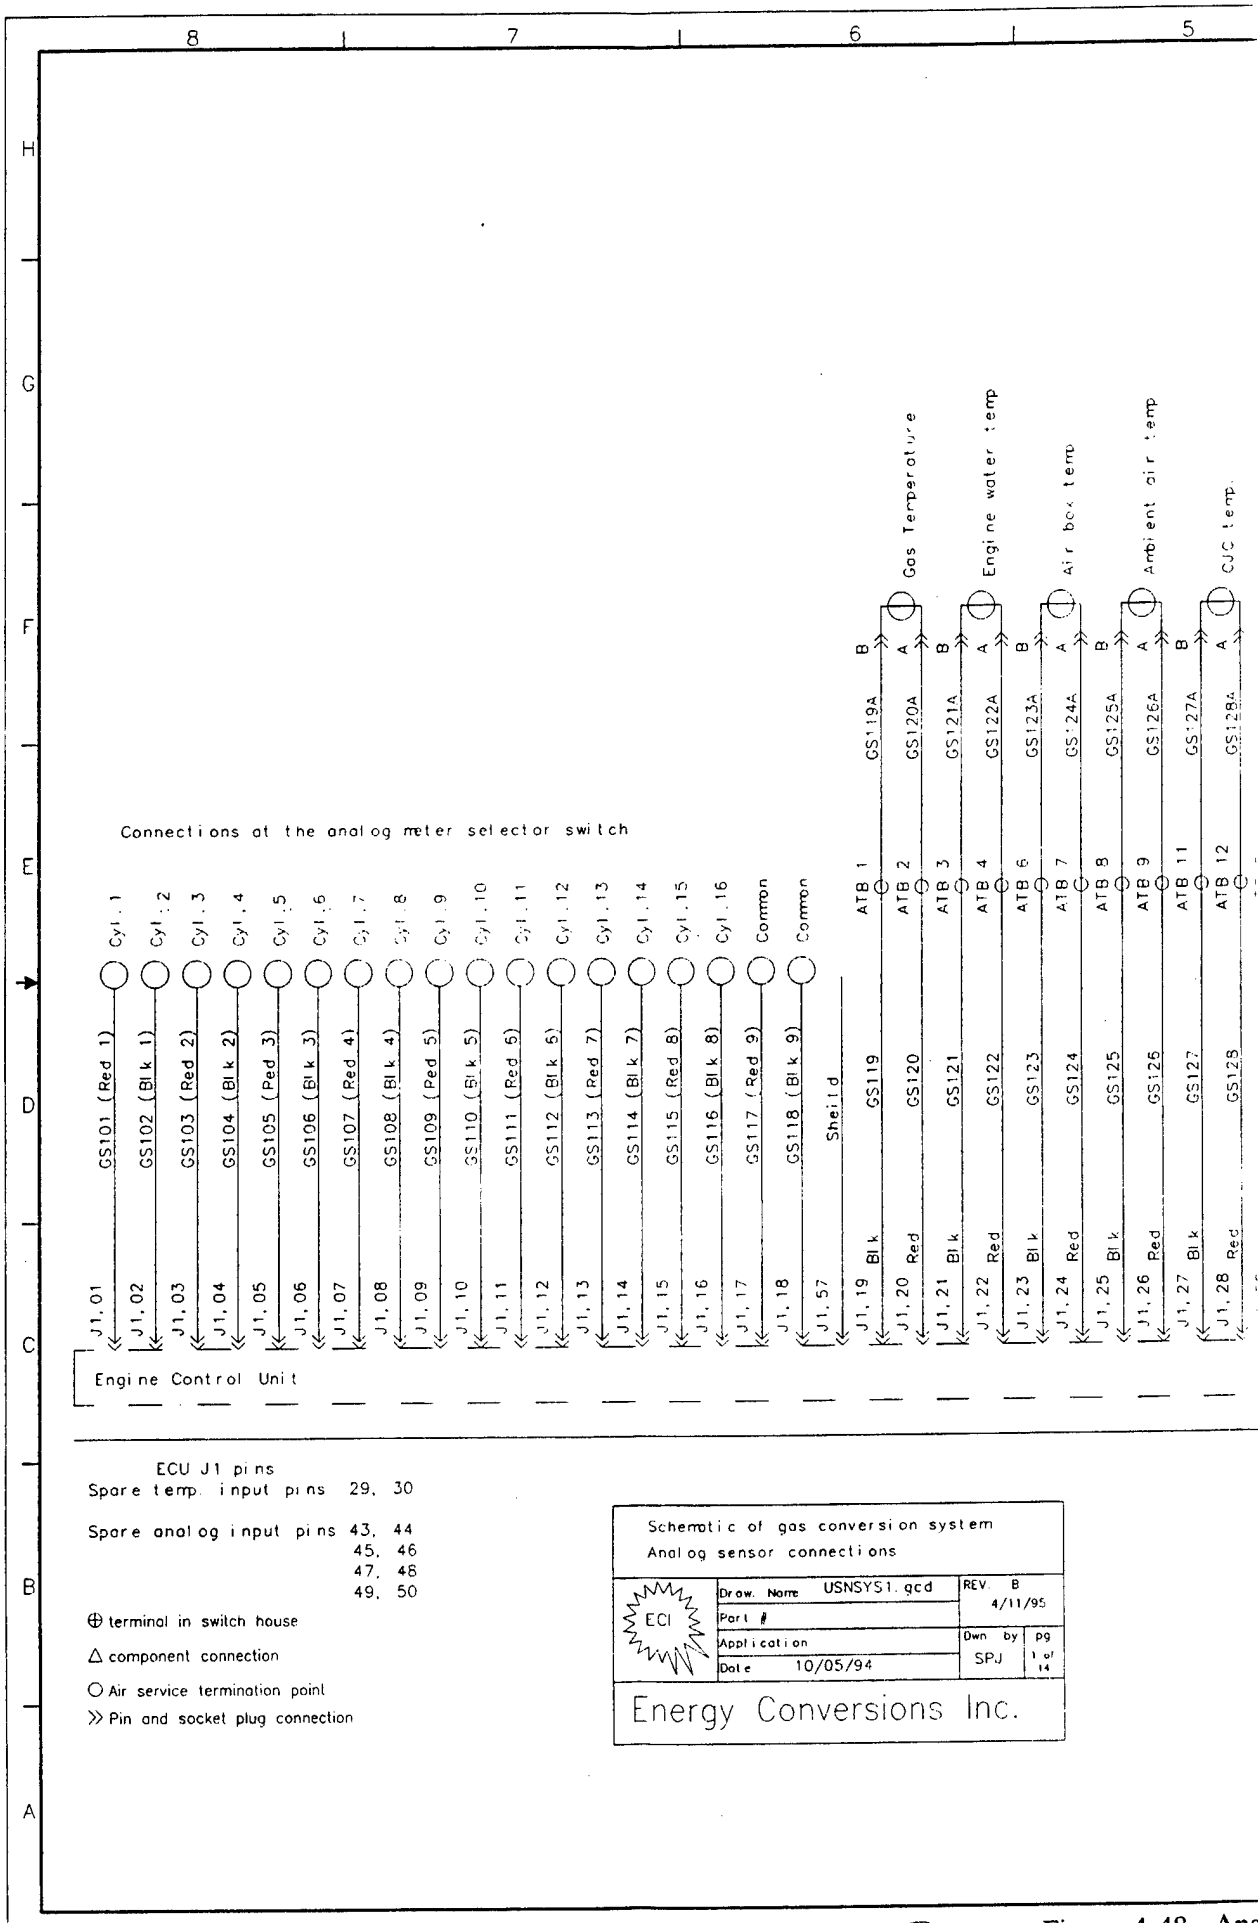 8 7 6 5
H
G
F
E
D
C
B
A
Gas Temperature
Engine water temp
Air box temp
Ambient air temp
CJC temp.
B A B A B A B A B A
GS119A GS120A GS121A GS122A GS123A GS124A GS125A GS126A GS127A GS128A
Connections at the analog meter selector switch
ATB 1 ATB 2 ATB 3 ATB 4 ATB 6 ATB 7 ATB 8 ATB 9 ATB 11 ATB 12
Cyl. 1 Cyl. 2 Cyl. 3 Cyl. 4 Cyl. 5 Cyl. 6 Cyl. 7 Cyl. 8 Cyl. 9 Cyl. 10 Cyl. 11 Cyl. 12 Cyl. 13 Cyl. 14 Cyl. 15 Cyl. 16 Common Common
GS101 (Red 1)
GS102 (Blk 1)
GS103 (Red 2)
GS104 (Blk 2)
GS105 (Red 3)
GS106 (Blk 3)
GS107 (Red 4)
GS108 (Blk 4)
GS109 (Red 5)
GS110 (Blk 5)
GS111 (Red 6)
GS112 (Blk 6)
GS113 (Red 7)
GS114 (Blk 7)
GS115 (Red 8)
GS116 (Blk 8)
GS117 (Red 9)
GS118 (Blk 9)
Sheild
GS119 GS120 GS121 GS122 GS123 GS124 GS125 GS126 GS127 GS128
Blk Red Blk Red Blk Red Blk Red Blk Red
J1,01 J1,02 J1,03 J1,04 J1,05 J1,06 J1,07 J1,08 J1,09 J1,10 J1,11 J1,12 J1,13 J1,14 J1,15 J1,16 J1,17 J1,18 J1,57 J1,19 J1,20 J1,21 J1,22 J1,23 J1,24 J1,25 J1,26 J1,27 J1,28
Engine Control Unit
ECU J1 pins
Spare temp. input pins 29, 30
Spare analog input pins 43, 44
45, 46
47, 48
49, 50
terminal in switch house
component connection
Air service termination point
Pin and socket plug connection
Schematic of gas conversion system
Analog sensor connections
ECI
Draw. Name USNSYS1.gcd
REV. B
4/11/95
Part #
Application
Dwn by
SPJ
pg
1 of
14
Date 10/05/94
Energy Conversions Inc.
Figure 4-48.